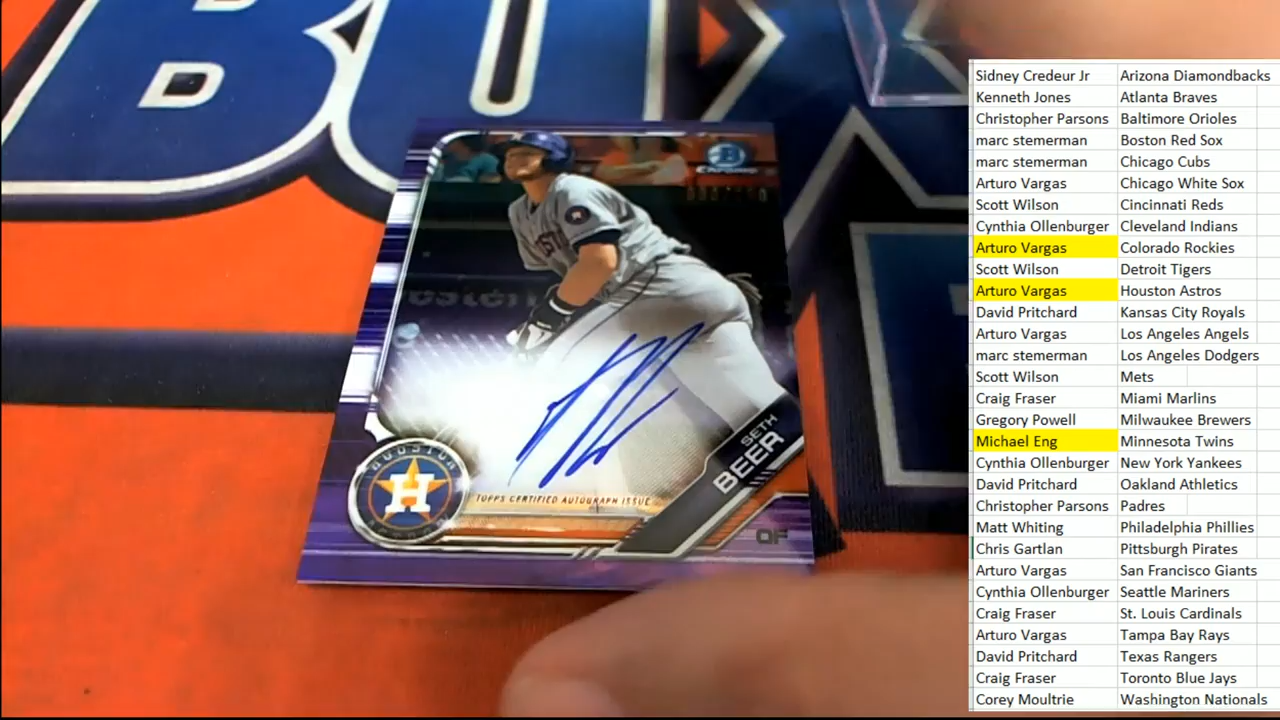 BOX
CHROME
SETH
BEER
HOUSTON
H
TOPPS CERTIFIED AUTOGRAPH ISSUE
OF
Sidney Credeur Jr Arizona Diamondbacks
Kenneth Jones Atlanta Braves
Christopher Parsons Baltimore Orioles
marc stemerman Boston Red Sox
marc stemerman Chicago Cubs
Arturo Vargas Chicago White Sox
Scott Wilson Cincinnati Reds
Cynthia Ollenburger Cleveland Indians
Arturo Vargas Colorado Rockies
Scott Wilson Detroit Tigers
Arturo Vargas Houston Astros
David Pritchard Kansas City Royals
Arturo Vargas Los Angeles Angels
marc stemerman Los Angeles Dodgers
Scott Wilson Mets
Craig Fraser Miami Marlins
Gregory Powell Milwaukee Brewers
Michael Eng Minnesota Twins
Cynthia Ollenburger New York Yankees
David Pritchard Oakland Athletics
Christopher Parsons Padres
Matt Whiting Philadelphia Phillies
Chris Gartlan Pittsburgh Pirates
Arturo Vargas San Francisco Giants
Cynthia Ollenburger Seattle Mariners
Craig Fraser St. Louis Cardinals
Arturo Vargas Tampa Bay Rays
David Pritchard Texas Rangers
Craig Fraser Toronto Blue Jays
Corey Moultrie Washington Nationals